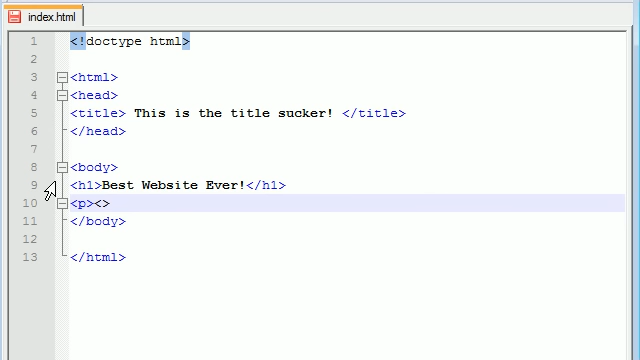 index.html
1 <!doctype html>
2
3 <html>
4 <head>
5 <title> This is the title sucker! </title>
6 </head>
7
8 <body>
9 <h1>Best Website Ever!</h1>
10 <p><>
11 </body>
12
13 </html>